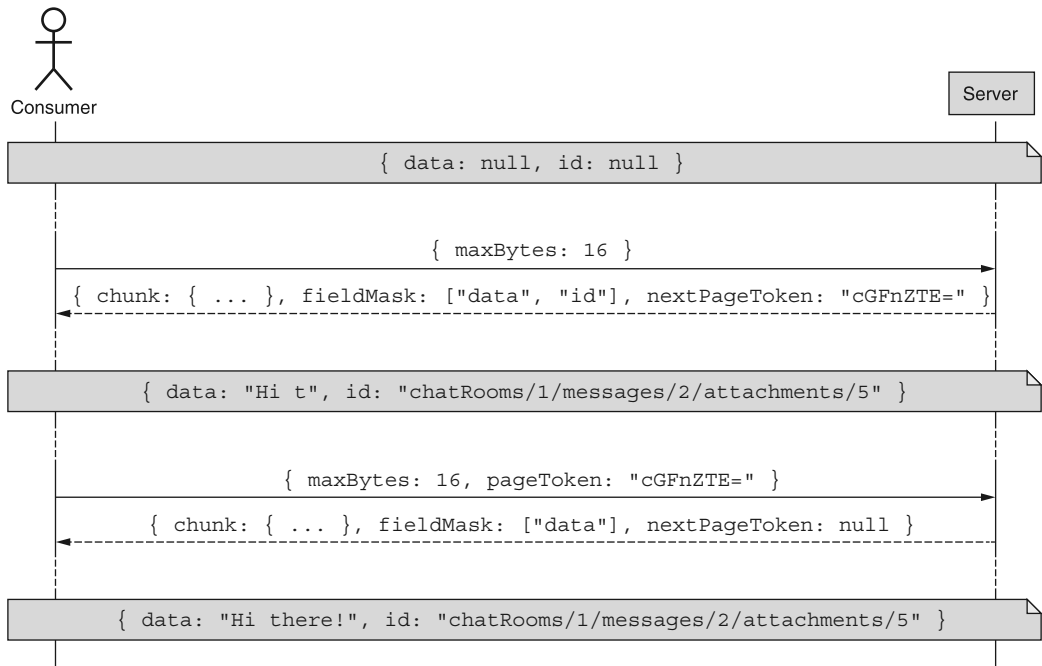 Consumer
Server
{ data: null, id: null }
{ maxBytes: 16 }
{ chunk: { ... }, fieldMask: ["data", "id"], nextPageToken: "cGFnZTE=" }
{ data: "Hi t", id: "chatRooms/1/messages/2/attachments/5" }
{ maxBytes: 16, pageToken: "cGFnZTE=" }
{ chunk: { ... }, fieldMask: ["data"], nextPageToken: null }
{ data: "Hi there!", id: "chatRooms/1/messages/2/attachments/5" }